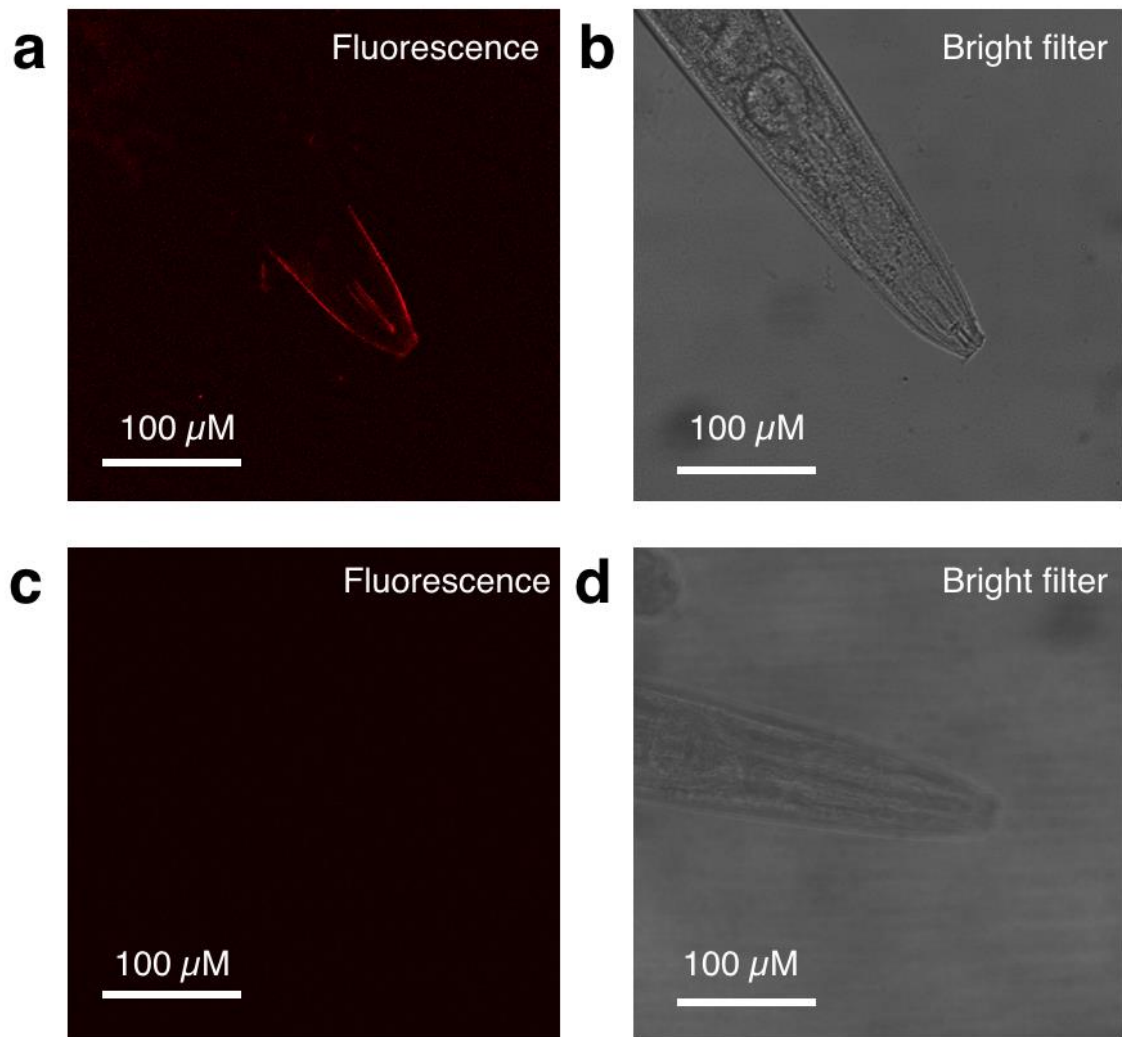 a
Fluorescence
100 µM
b
Bright filter
100 µM
c
Fluorescence
100 µM
d
Bright filter
100 µM